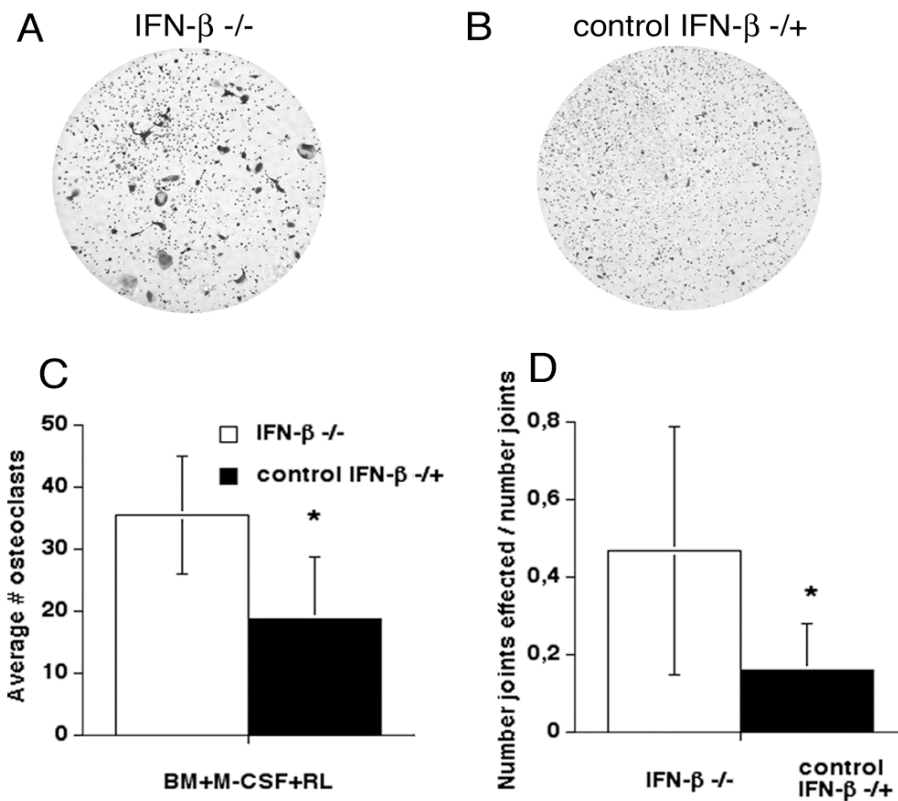 A
IFN-β -/-
B
control IFN-β -/+
C
Average # osteoclasts
50
40
30
20
10
0
IFN-β -/-
control IFN-β -/+
*
BM+M-CSF+RL
D
Number joints effected / number joints
0,8
0,6
0,4
0,2
0
*
IFN-β -/-
control
IFN-β -/+